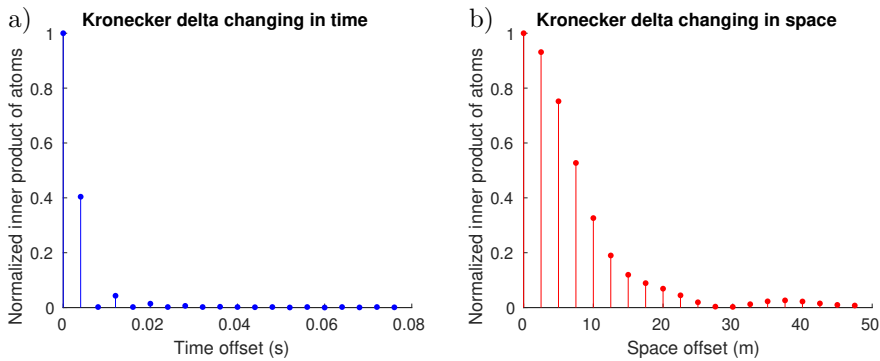 a)
Kronecker delta changing in time
Normalized inner product of atoms
1
0.8
0.6
0.4
0.2
0
0
0.02
0.04
0.06
0.08
Time offset (s)
b)
Kronecker delta changing in space
Normalized inner product of atoms
1
0.8
0.6
0.4
0.2
0
0
10
20
30
40
50
Space offset (m)